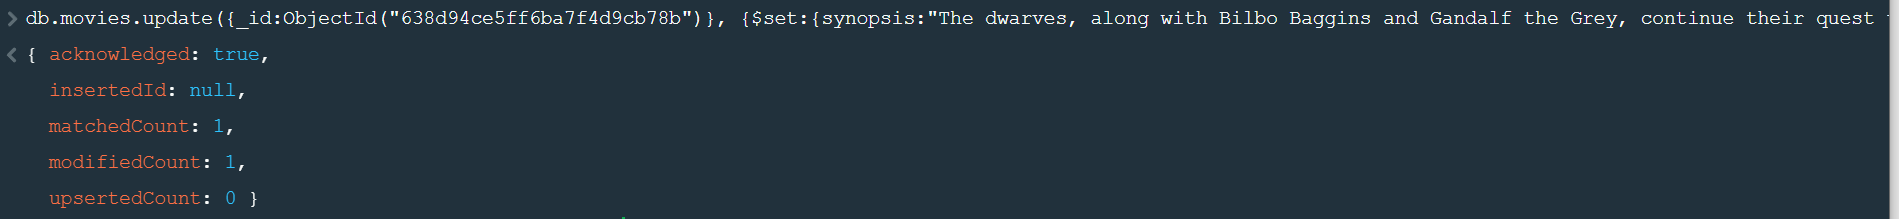 > db.movies.update({_id:ObjectId("638d94ce5ff6ba7f4d9cb78b")}, {$set:{synopsis:"The dwarves, along with Bilbo Baggins and Gandalf the Grey, continue their quest
< { acknowledged: true,
insertedId: null,
matchedCount: 1,
modifiedCount: 1,
upsertedCount: 0 }